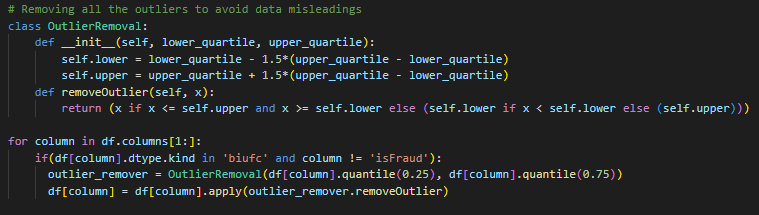 # Removing all the outliers to avoid data misleadings
class OutlierRemoval:
    def __init__(self, lower_quartile, upper_quartile):
        self.lower = lower_quartile - 1.5*(upper_quartile - lower_quartile)
        self.upper = upper_quartile + 1.5*(upper_quartile - lower_quartile)
    def removeOutlier(self, x):
        return (x if x <= self.upper and x >= self.lower else (self.lower if x < self.lower else (self.upper)))

for column in df.columns[1:]:
    if(df[column].dtype.kind in 'biufc' and column != 'isFraud'):
      outlier_remover = OutlierRemoval(df[column].quantile(0.25), df[column].quantile(0.75))
      df[column] = df[column].apply(outlier_remover.removeOutlier)